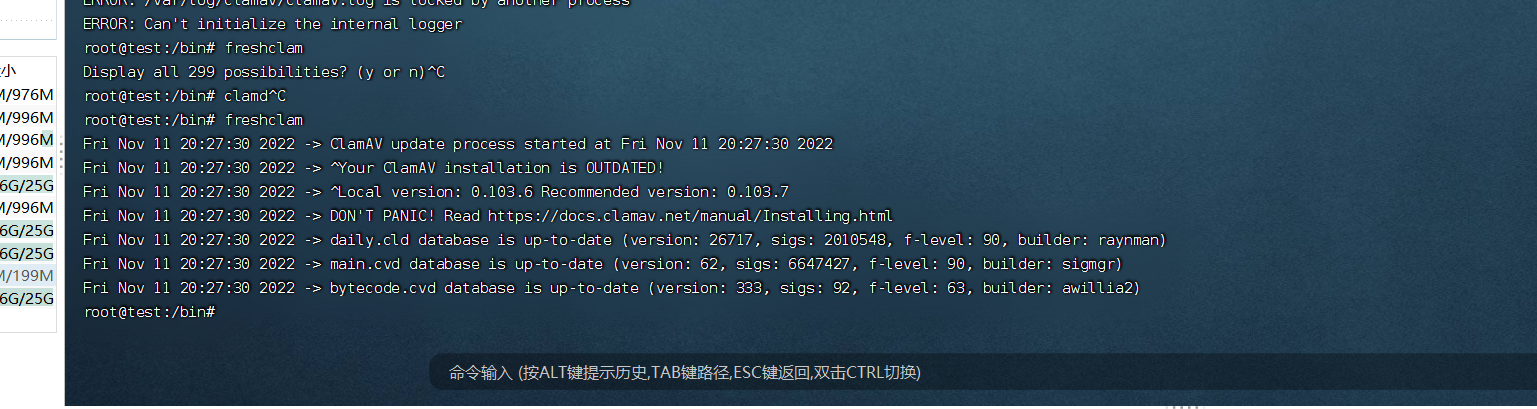 ERROR: /var/log/clamav/clamav.log is locked by another process
ERROR: Can't initialize the internal logger
root@test:/bin# freshclam
Display all 299 possibilities? (y or n)^C
root@test:/bin# clamd^C
root@test:/bin# freshclam
Fri Nov 11 20:27:30 2022 -> ClamAV update process started at Fri Nov 11 20:27:30 2022
Fri Nov 11 20:27:30 2022 -> ^Your ClamAV installation is OUTDATED!
Fri Nov 11 20:27:30 2022 -> ^Local version: 0.103.6 Recommended version: 0.103.7
Fri Nov 11 20:27:30 2022 -> DON'T PANIC! Read https://docs.clamav.net/manual/Installing.html
Fri Nov 11 20:27:30 2022 -> daily.cld database is up-to-date (version: 26717, sigs: 2010548, f-level: 90, builder: raynman)
Fri Nov 11 20:27:30 2022 -> main.cvd database is up-to-date (version: 62, sigs: 6647427, f-level: 90, builder: sigmgr)
Fri Nov 11 20:27:30 2022 -> bytecode.cvd database is up-to-date (version: 333, sigs: 92, f-level: 63, builder: awillia2)
root@test:/bin#
小
M/976M
M/996M
M/996M
M/996M
6G/25G
M/996M
6G/25G
6G/25G
M/199M
6G/25G
命令输入 (按ALT键提示历史,TAB键路径,ESC键返回,双击CTRL切换)